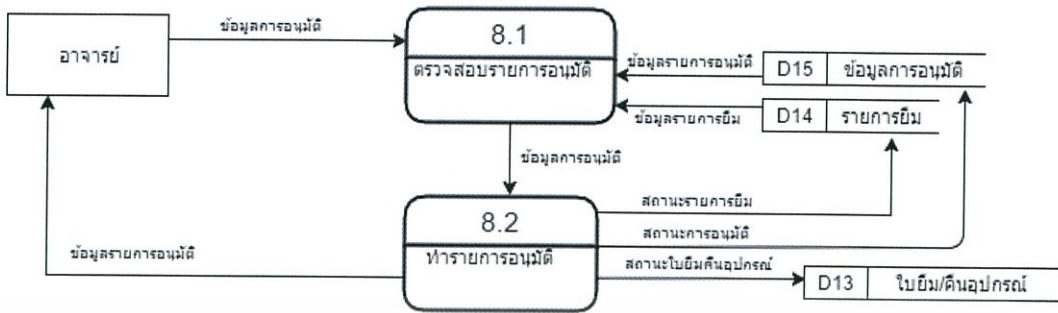 ข้อมูลการอนุมัติ
อาจารย์
8.1
ตรวจสอบรายการอนุมัติ
ข้อมูลรายการอนุมัติ
D15 ข้อมูลการอนุมัติ
D14 รายการยืม
ข้อมูลรายการยืม
ข้อมูลการอนุมัติ
8.2
ทำรายการอนุมัติ
สถานะรายการยืม
สถานะการอนุมัติ
สถานะใบยืมคืนอุปกรณ์
ข้อมูลรายการอนุมัติ
D13 ใบยืม/คืนอุปกรณ์